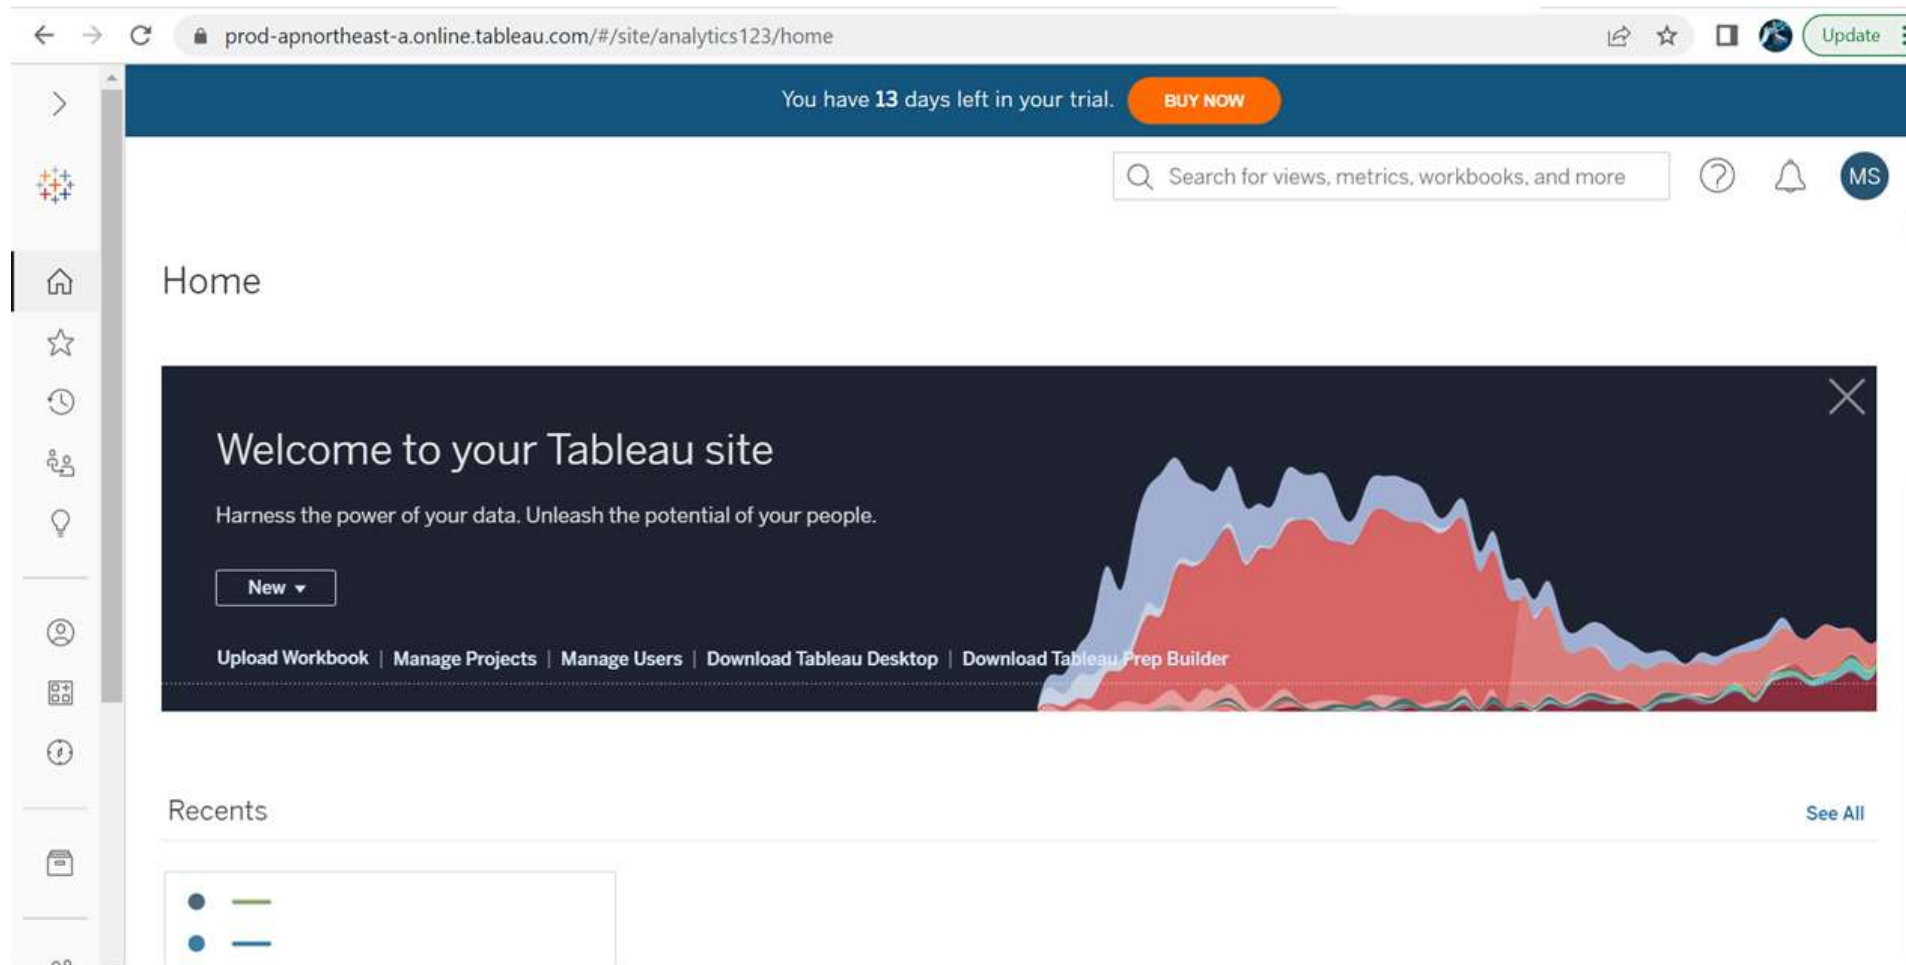 prod-apnortheast-a.online.tableau.com/#/site/analytics123/home
Update
You have 13 days left in your trial.
BUY NOW
Search for views, metrics, workbooks, and more
MS
Home
Welcome to your Tableau site
Harness the power of your data. Unleash the potential of your people.
New
Upload Workbook | Manage Projects | Manage Users | Download Tableau Desktop | Download Tableau Prep Builder
Recents
See All